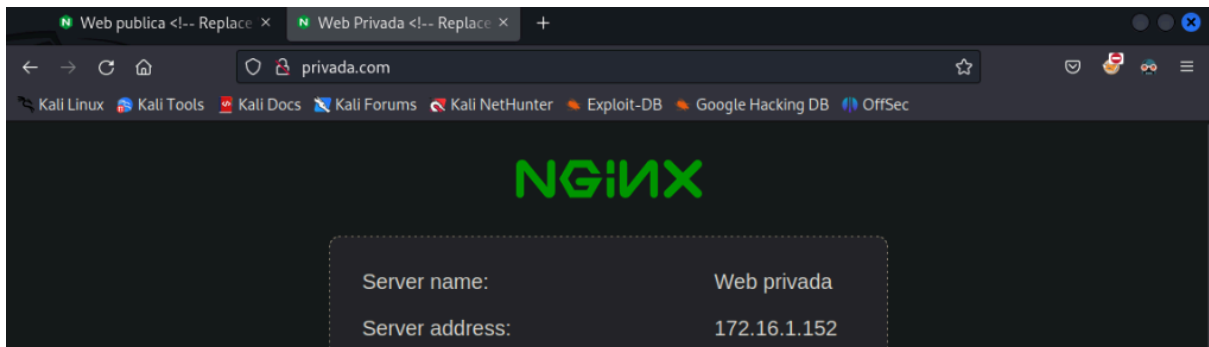 Web publica <!-- Replace
Web Privada <!-- Replace
privada.com
Kali Linux Kali Tools Kali Docs Kali Forums Kali NetHunter Exploit-DB Google Hacking DB OffSec
NGINX
Server name: Web privada
Server address: 172.16.1.152